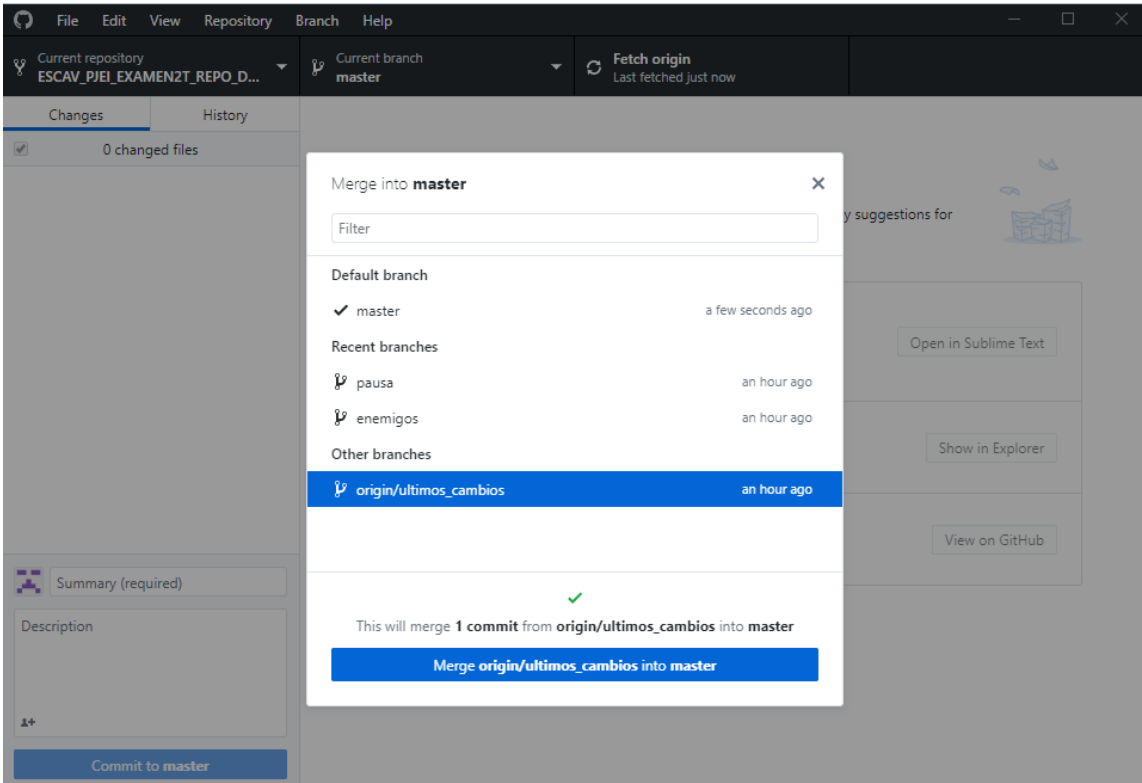 File Edit View Repository Branch Help
Current repository
ESCAV_PJEI_EXAMEN2T_REPO_D...
Current branch
master
Fetch origin
Last fetched just now
Changes History
0 changed files
Merge into master
Filter
Default branch
master a few seconds ago
Recent branches
pausa an hour ago
enemigos an hour ago
Other branches
origin/ultimos_cambios an hour ago
This will merge 1 commit from origin/ultimos_cambios into master
Merge origin/ultimos_cambios into master
y suggestions for
Open in Sublime Text
Show in Explorer
View on GitHub
Summary (required)
Description
Commit to master